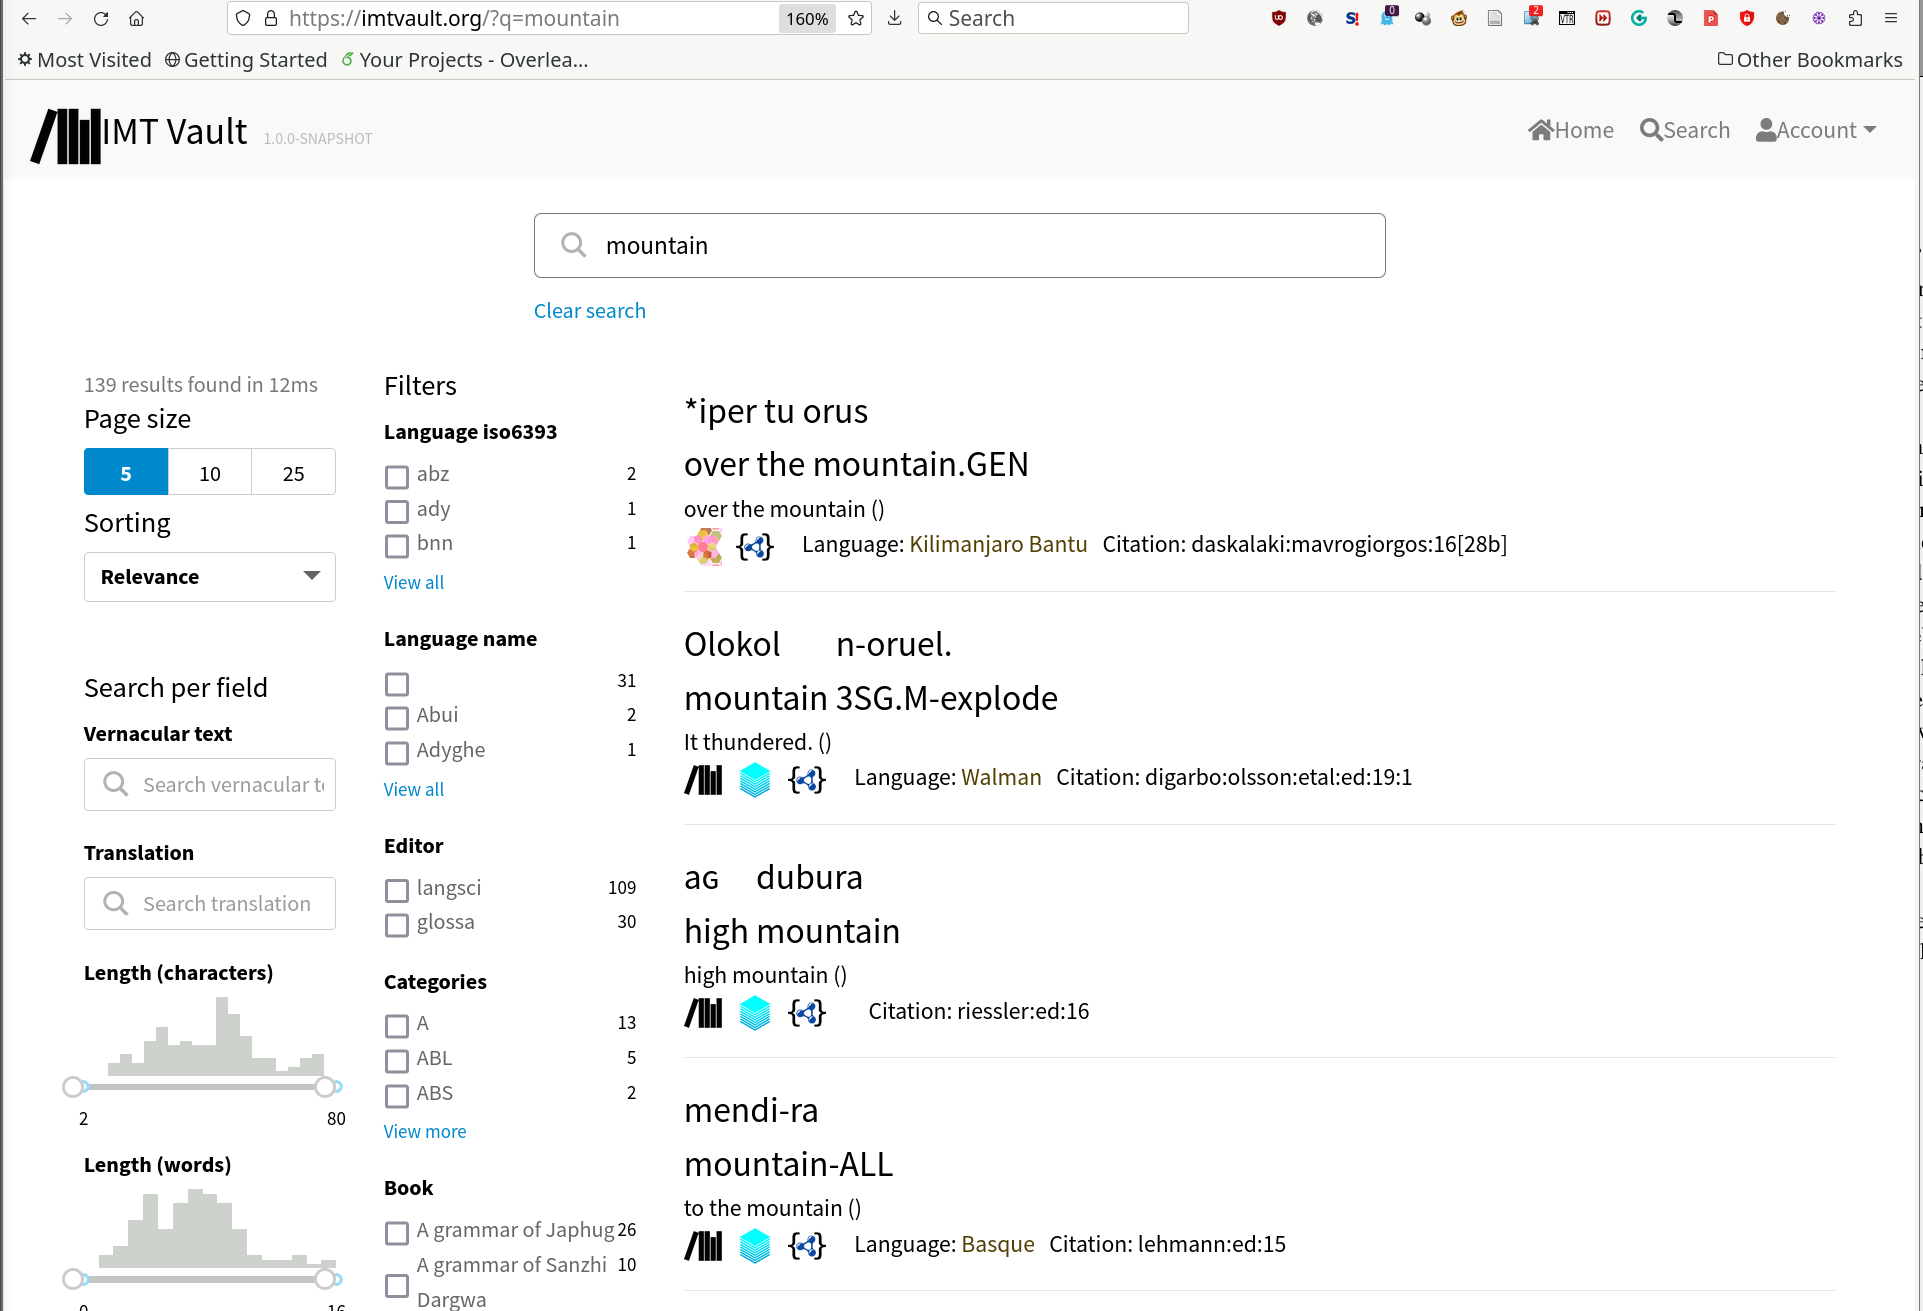 https://imtvault.org/?q=mountain
160%
Search
Most Visited
Getting Started
Your Projects - Overlea...
Other Bookmarks
IMT Vault
1.0.0-SNAPSHOT
Home
Search
Account
mountain
Clear search
139 results found in 12ms
Page size
5
10
25
Sorting
Relevance
Search per field
Vernacular text
Search vernacular t
Translation
Search translation
Length (characters)
2
80
Length (words)
0
16
Filters
Language iso6393
abz 2
ady 1
bnn 1
View all
Language name
31
Abui 2
Adyghe 1
View all
Editor
langsci 109
glossa 30
Categories
A 13
ABL 5
ABS 2
View more
Book
A grammar of Japhug 26
A grammar of Sanzhi 10
Dargwa
*iper tu orus
over the mountain.GEN
over the mountain ()
Language: Kilimanjaro Bantu Citation: daskalaki:mavrogiorgos:16[28b]
Olokol n-oruel.
mountain 3SG.M-explode
It thundered. ()
Language: Walman Citation: digarbo:olsson:etal:ed:19:1
aɢ dubura
high mountain
high mountain ()
Citation: riessler:ed:16
mendi-ra
mountain-ALL
to the mountain ()
Language: Basque Citation: lehmann:ed:15